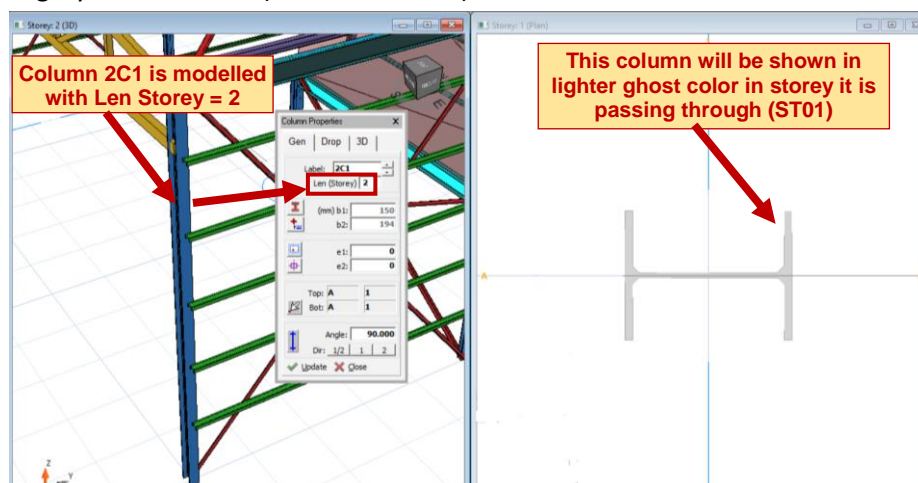 Storey: 2 (3D)
Storey: 1 (Plan)
Column 2C1 is modelled
with Len Storey = 2
This column will be shown in
lighter ghost color in storey it is
passing through (ST01)
Column Properties X
Gen Drop 3D
Label: 2C1
Len (Storey) 2
(mm) b1: 150
b2: 194
e1: 0
e2: 0
Top: A 1
Bot: A 1
Angle: 90.000
Dir: 1/2 1 2
Update Close
A
Z
Y